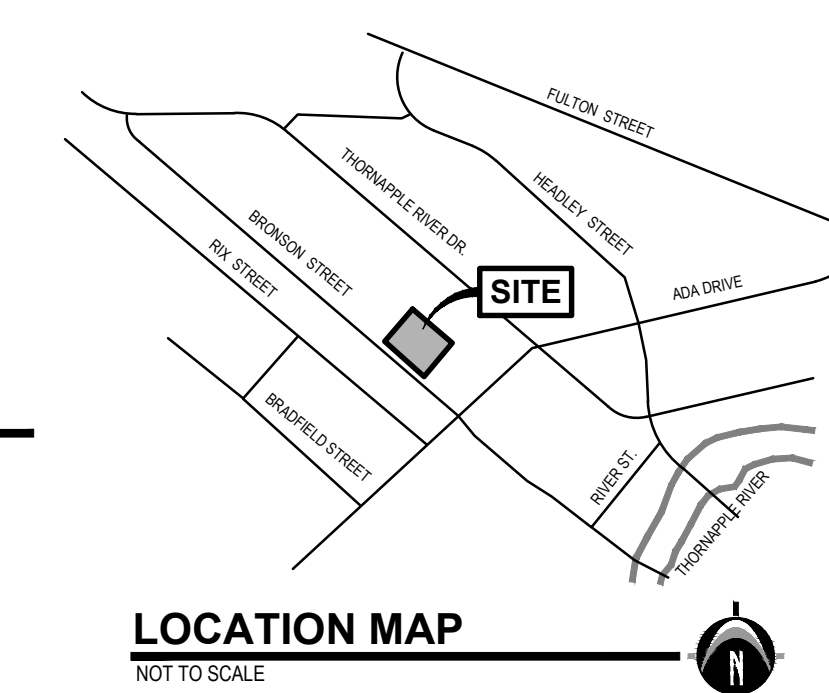 FULTON STREET
THORNAPPLE RIVER DR.
HEADLEY STREET
BRONSON STREET
RIX STREET
SITE
ADA DRIVE
BRADFIELD STREET
RIVER ST.
THORNAPPLE RIVER
LOCATION MAP
NOT TO SCALE
N